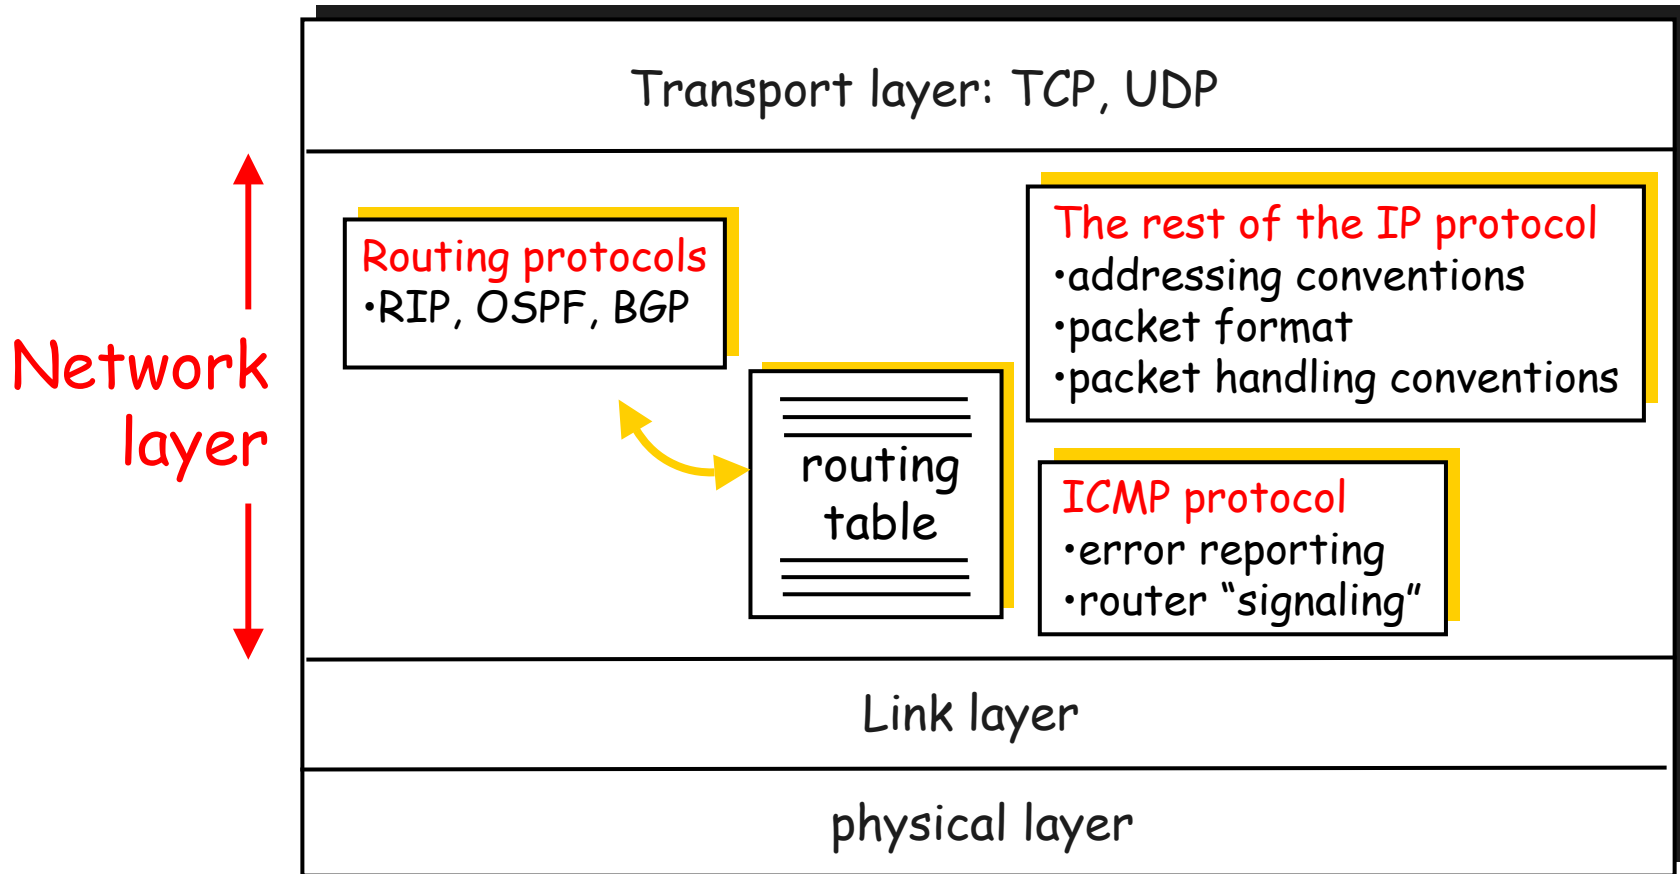 Transport layer: TCP, UDP
Network
layer
Routing protocols
•RIP, OSPF, BGP
routing
table
The rest of the IP protocol
•addressing conventions
•packet format
•packet handling conventions
ICMP protocol
•error reporting
•router “signaling”
Link layer
physical layer